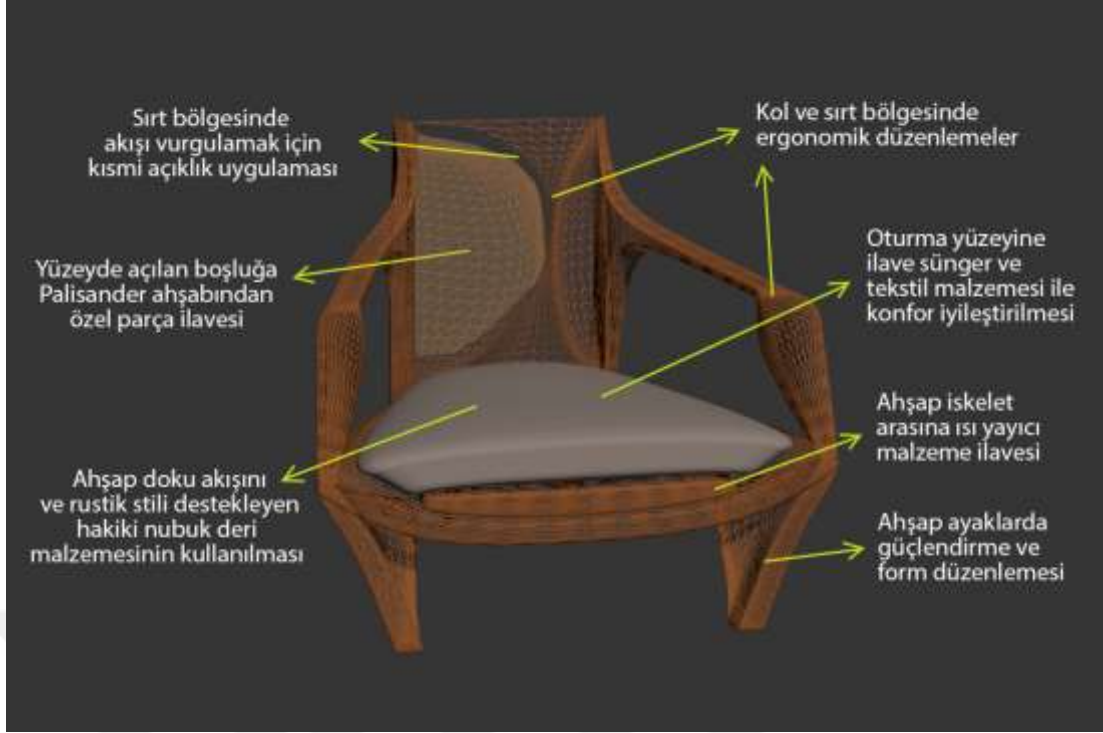 Sırt bölgesinde
akışı vurgulamak için
kısmi açıklık uygulaması
Yüzeyde açılan boşluğa
Palisander ahşabından
özel parça ilavesi
Ahşap doku akışını
ve rustik stili destekleyen
hakiki nubuk deri
malzemesinin kullanılması
Kol ve sırt bölgesinde
ergonomik düzenlemeler
Oturma yüzeyine
ilave sünger ve
tekstil malzemesi ile
konfor iyileştirilmesi
Ahşap iskelet
arasına ısı yayıcı
malzeme ilavesi
Ahşap ayaklarda
güçlendirme ve
form düzenlemesi